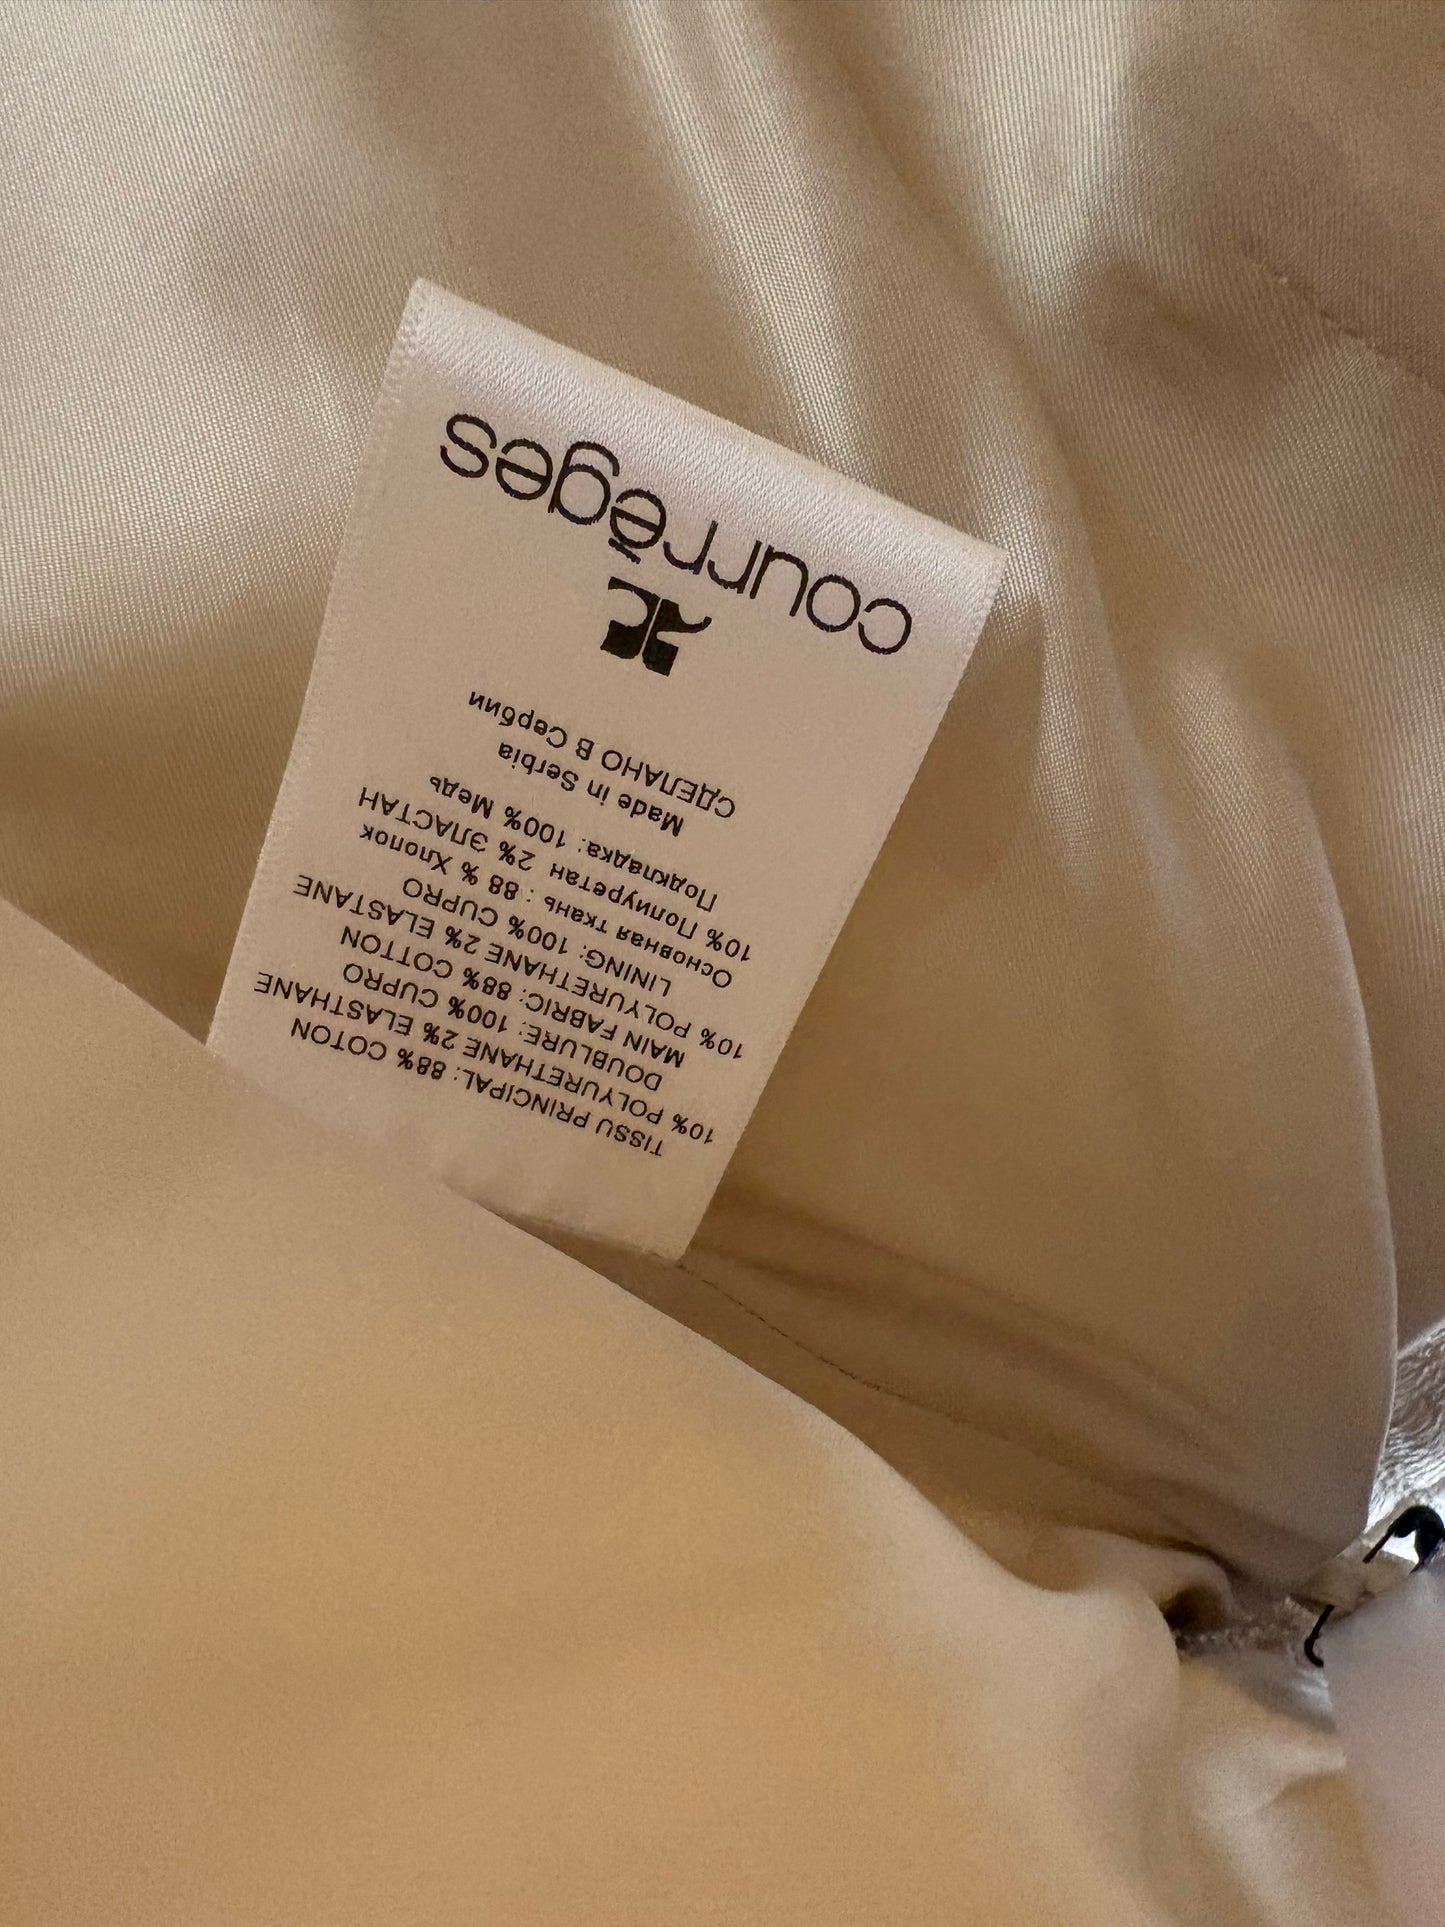 TISSU PRINCIPAL: 88% COTON
10% POLYURETHANE 2% ELASTHANE
DOUBLURE: 100% CUPRO
MAIN FABRIC: 88% COTTON
10% POLYURETHANE 2% ELASTANE
LINING: 100% CUPRO
Основная ткань : 88 % Хлопок
10% Полиуретан 2% ЭЛАСТАН
Подкладка: 100% Медь
Made in Serbia
СДЕЛАНО В Сербии
courrèges